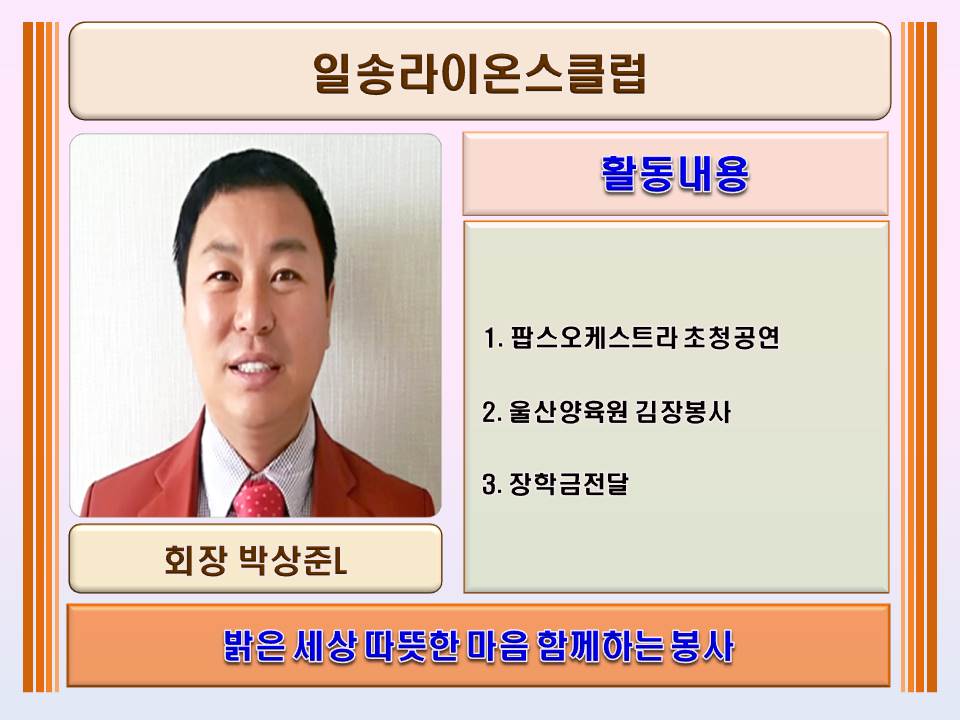 일송라이온스클럽
활동내용
1. 팝스오케스트라 초청공연
2. 울산양육원 김장봉사
3. 장학금전달
회장 박상준L
밝은 세상 따뜻한 마음 함께하는 봉사